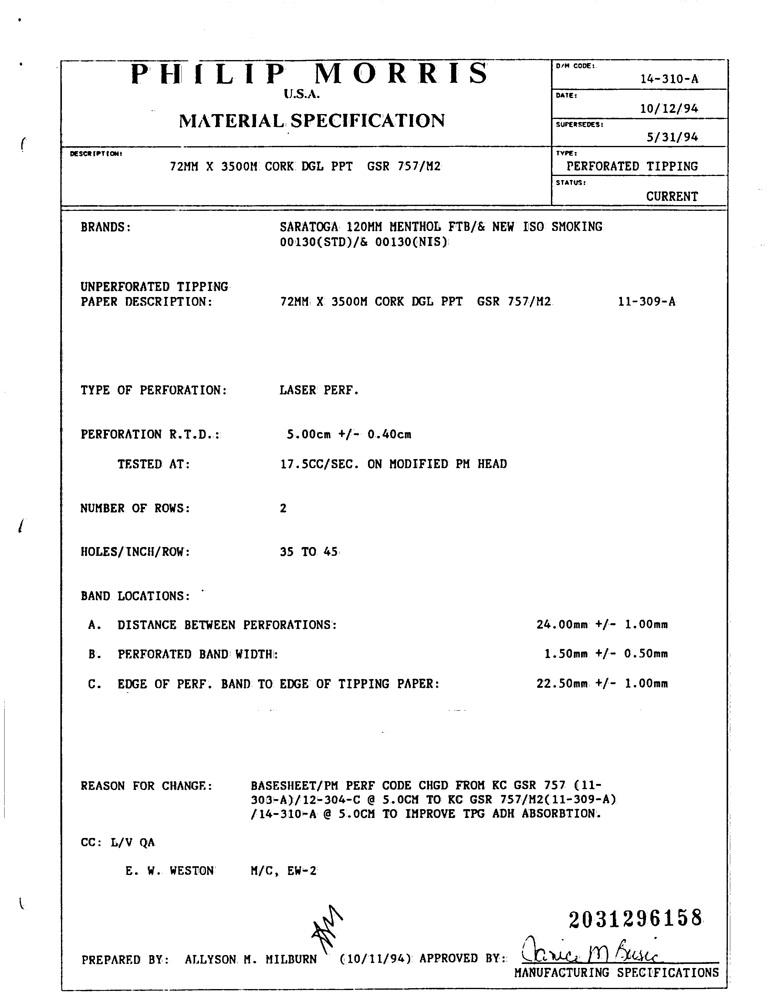 PHILIP MORRIS
U.S.A.
MATERIAL SPECIFICATION
D/M CODE:
14-310-A
DATE:
10/12/94
SUPERSEDES:
5/31/94
DESCRIPTION:
72MM X 3500M CORK DGL PPT GSR 757/M2
TYPE:
PERFORATED TIPPING
STATUS:
CURRENT
BRANDS: SARATOGA 120MM MENTHOL FTB/& NEW ISO SMOKING
00130(STD)/& 00130(NIS)
UNPERFORATED TIPPING
PAPER DESCRIPTION: 72MM X 3500M CORK DGL PPT GSR 757/M2 11-309-A
TYPE OF PERFORATION: LASER PERF.
PERFORATION R.T.D.: 5.00cm +/- 0.40cm
TESTED AT: 17.5CC/SEC. ON MODIFIED PM HEAD
NUMBER OF ROWS: 2
HOLES/INCH/ROW: 35 TO 45
BAND LOCATIONS:
A. DISTANCE BETWEEN PERFORATIONS: 24.00mm +/- 1.00mm
B. PERFORATED BAND WIDTH: 1.50mm +/- 0.50mm
C. EDGE OF PERF. BAND TO EDGE OF TIPPING PAPER: 22.50mm +/- 1.00mm
REASON FOR CHANGE: BASESHEET/PM PERF CODE CHGD FROM KC GSR 757 (11-
303-A)/12-304-C @ 5.0CM TO KC GSR 757/M2(11-309-A)
/14-310-A @ 5.0CM TO IMPROVE TPG ADH ABSORBTION.
CC: L/V QA
E. W. WESTON M/C, EW-2
2031296158
PREPARED BY: ALLYSON M. MILBURN (10/11/94) APPROVED BY: Janice M Busic
MANUFACTURING SPECIFICATIONS